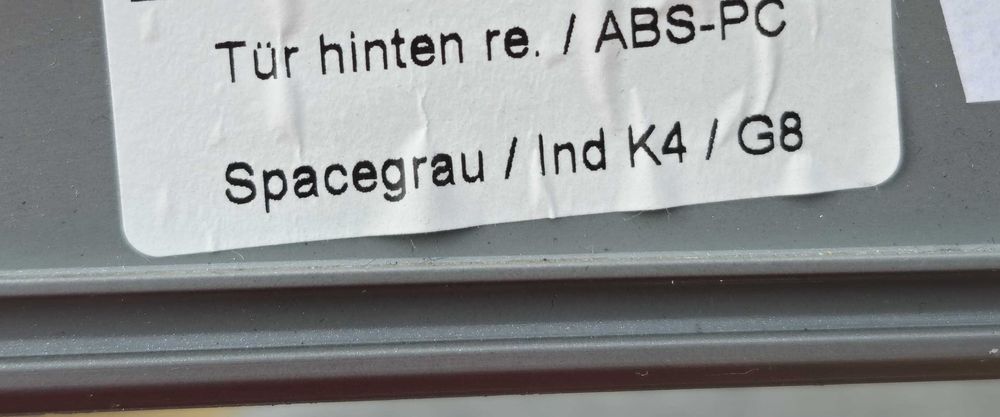 Tür hinten re. / ABS-PC
Spacegrau / Ind K4 / G8